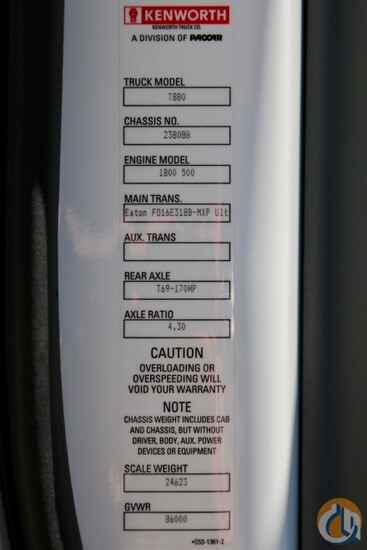 KENWORTH
KENWORTH TRUCK CO.
A DIVISION OF PACCAR
TRUCK MODEL
T880
CHASSIS NO.
ENGINE MODEL
500
MAIN TRANS.
Eaton FO16E318B-MXP Ult
AUX. TRANS
REAR AXLE
T69-170HP
AXLE RATIO
4.30
CAUTION
OVERLOADING OR
OVERSPEEDING WILL
VOID YOUR WARRANTY
NOTE
CHASSIS WEIGHT INCLUDES CAB
AND CHASSIS, BUT WITHOUT
DRIVER, BODY, AUX. POWER
DEVICES OR EQUIPMENT
SCALE WEIGHT
24623
GVWR
86000